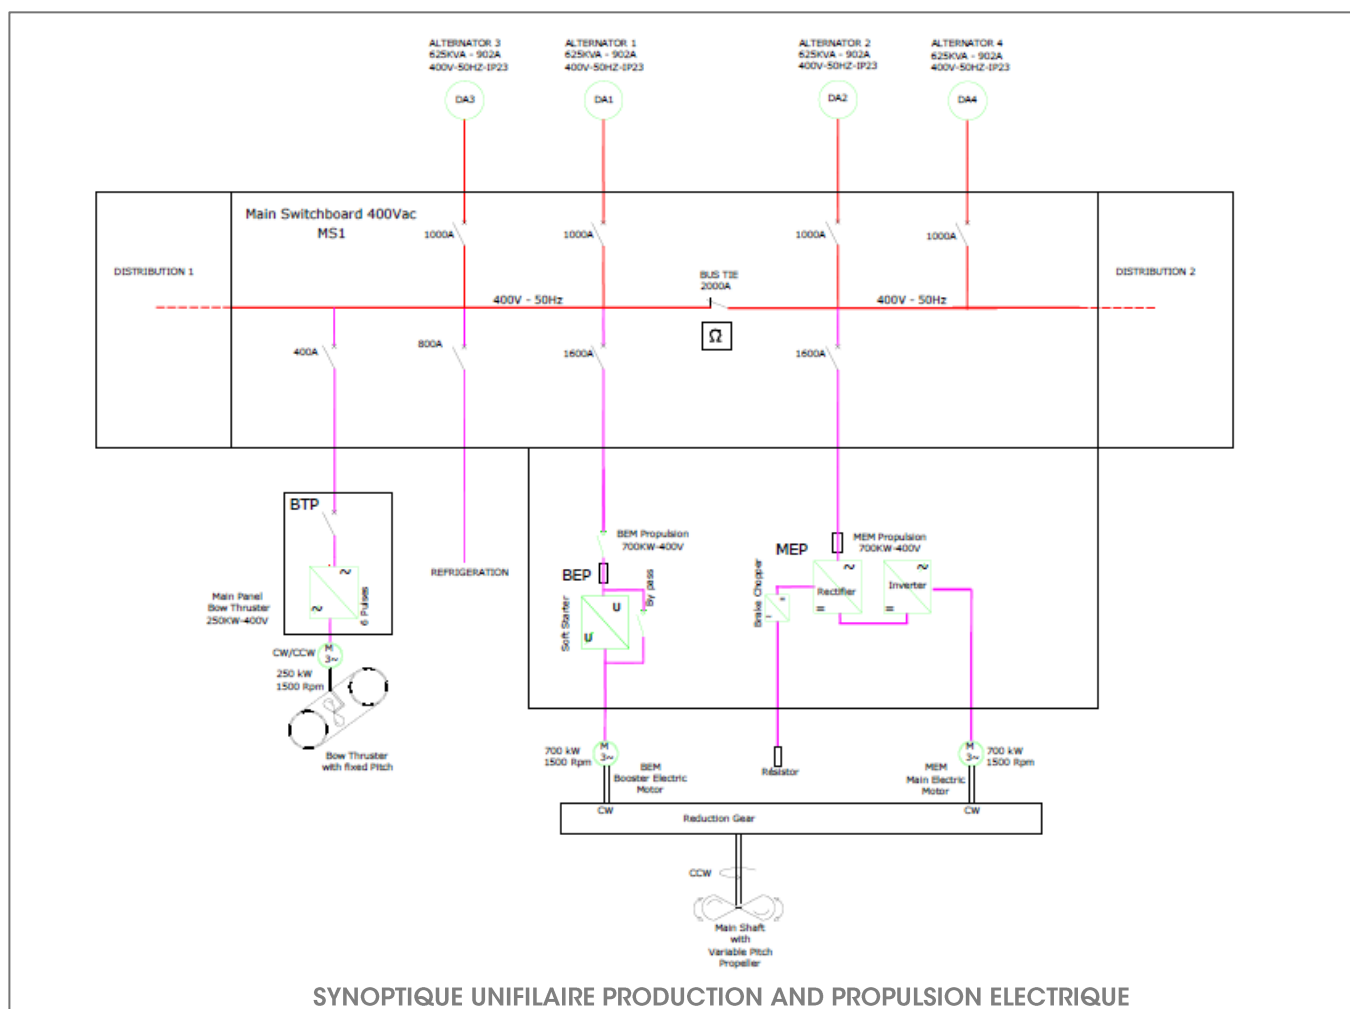 ALTERNATOR 3
625KVA - 902A
400V-50HZ-IP23
ALTERNATOR 1
625KVA - 902A
400V-50HZ-IP23
ALTERNATOR 2
625KVA - 902A
400V-50HZ-IP23
ALTERNATOR 4
625KVA - 902A
400V-50HZ-IP23
DA3
DA1
DA2
DA4
Main Switchboard 400Vac
MS1
1000A
1000A
1000A
1000A
DISTRIBUTION 1
BUS TIE
2000A
DISTRIBUTION 2
400V - 50Hz
400V - 50Hz
Ω
400A
800A
1600A
1600A
BTP
Main Panel
Bow Thruster
250KW-400V
~
~
6 Pulses
REFRIGERATION
BEM Propulsion
700KW-400V
BEP
Soft Starter
U
U
By pass
MEP
MEM Propulsion
700KW-400V
Brake Chopper
~
Rectifier
=
~
Inverter
=
CW/CCW
M
3~
250 kW
1500 Rpm
Bow Thruster
with fixed Pitch
700 kW
1500 Rpm
M
3~
BEM
Booster Electric
Motor
Résistor
M
3~
700 kW
1500 Rpm
MEM
Main Electric
Motor
CW
CW
Reduction Gear
CCW
Main Shaft
with
Variable Pitch
Propeller
SYNOPTIQUE UNIFILAIRE PRODUCTION AND PROPULSION ELECTRIQUE